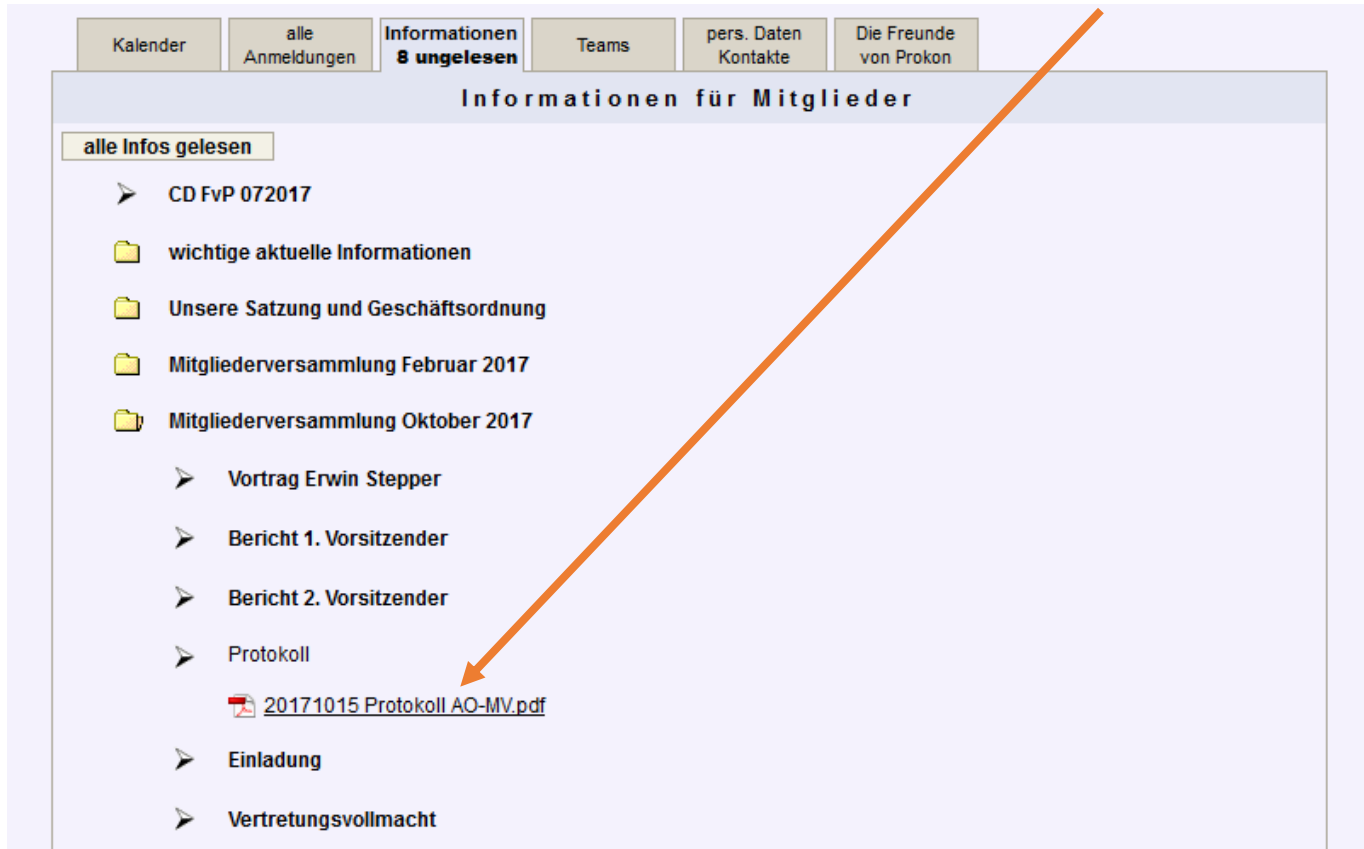 Kalender
alle
Anmeldungen
Informationen
8 ungelesen
Teams
pers. Daten
Kontakte
Die Freunde
von Prokon
Informationen für Mitglieder
alle Infos gelesen
CD FvP 072017
wichtige aktuelle Informationen
Unsere Satzung und Geschäftsordnung
Mitgliederversammlung Februar 2017
Mitgliederversammlung Oktober 2017
Vortrag Erwin Stepper
Bericht 1. Vorsitzender
Bericht 2. Vorsitzender
Protokoll
20171015 Protokoll AO-MV.pdf
Einladung
Vertretungsvollmacht